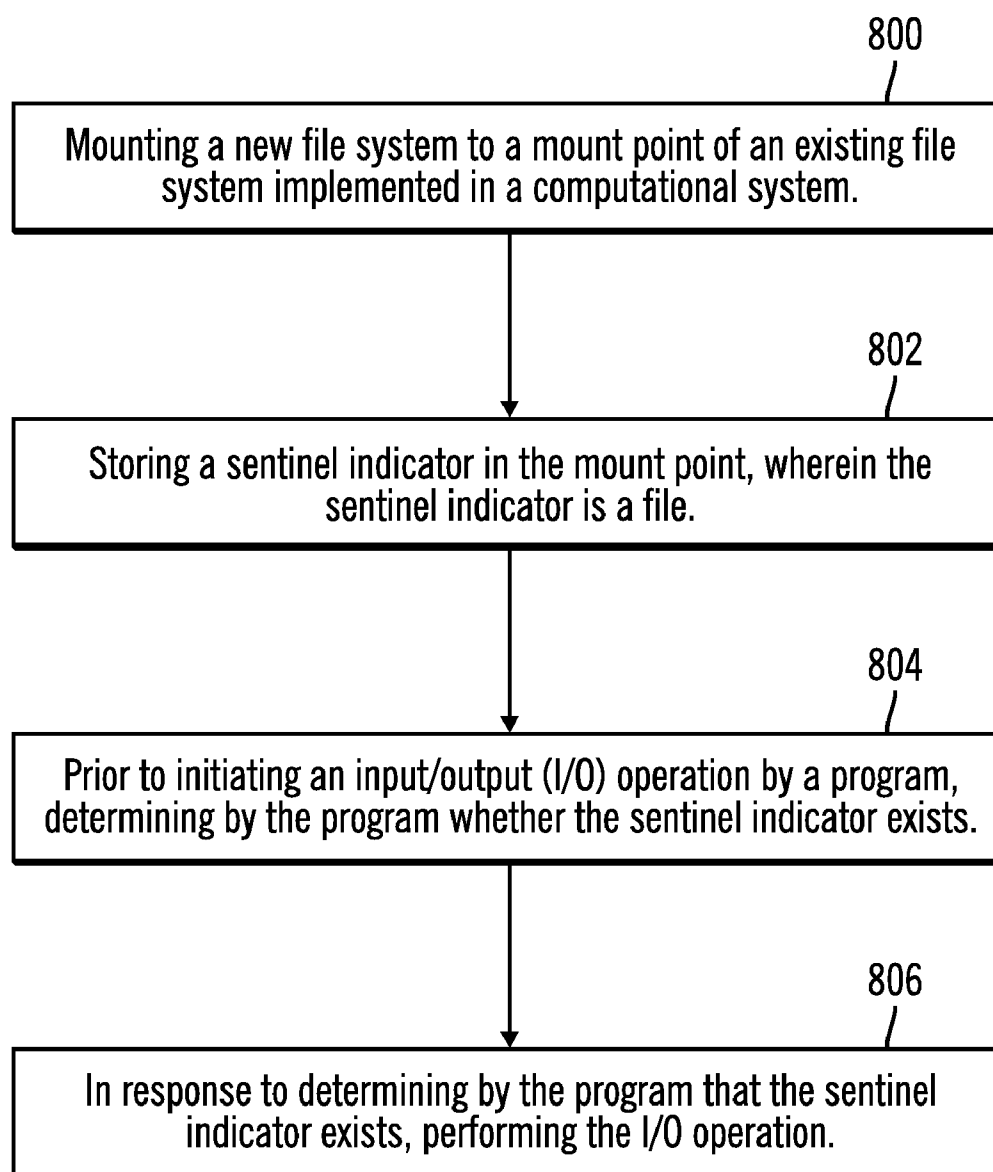 800
Mounting a new file system to a mount point of an existing file
system implemented in a computational system.
802
Storing a sentinel indicator in the mount point, wherein the
sentinel indicator is a file.
804
Prior to initiating an input/output (I/O) operation by a program,
determining by the program whether the sentinel indicator exists.
806
In response to determining by the program that the sentinel
indicator exists, performing the I/O operation.